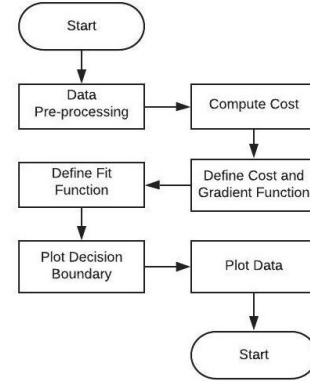 Start
Data
Pre-processing
Compute Cost
Define Cost and
Gradient Function
Define Fit
Function
Plot Decision
Boundary
Plot Data
Start